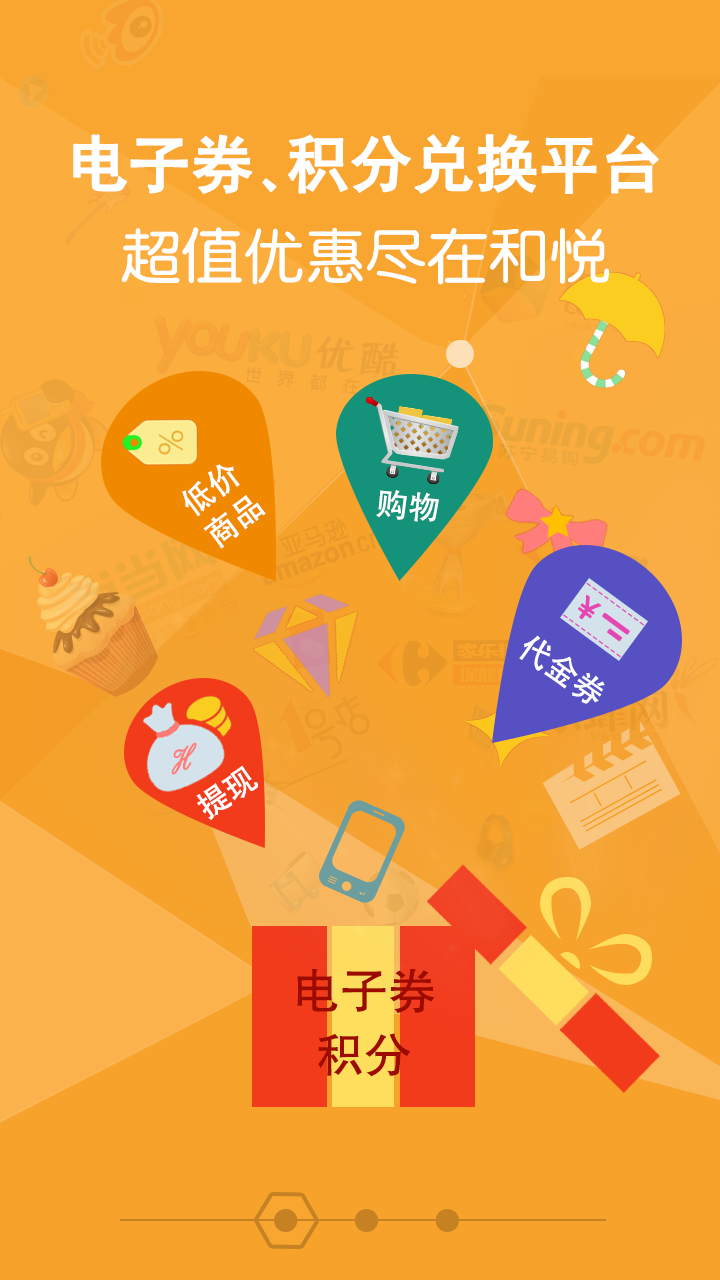 电子券、积分兑换平台
超值优惠尽在和悦
youku优酷
世界都在
Suning.com
苏宁易购
低价
商品
购物
亚马逊
amazon.c
代金券
提现
1号店
电子券
积分